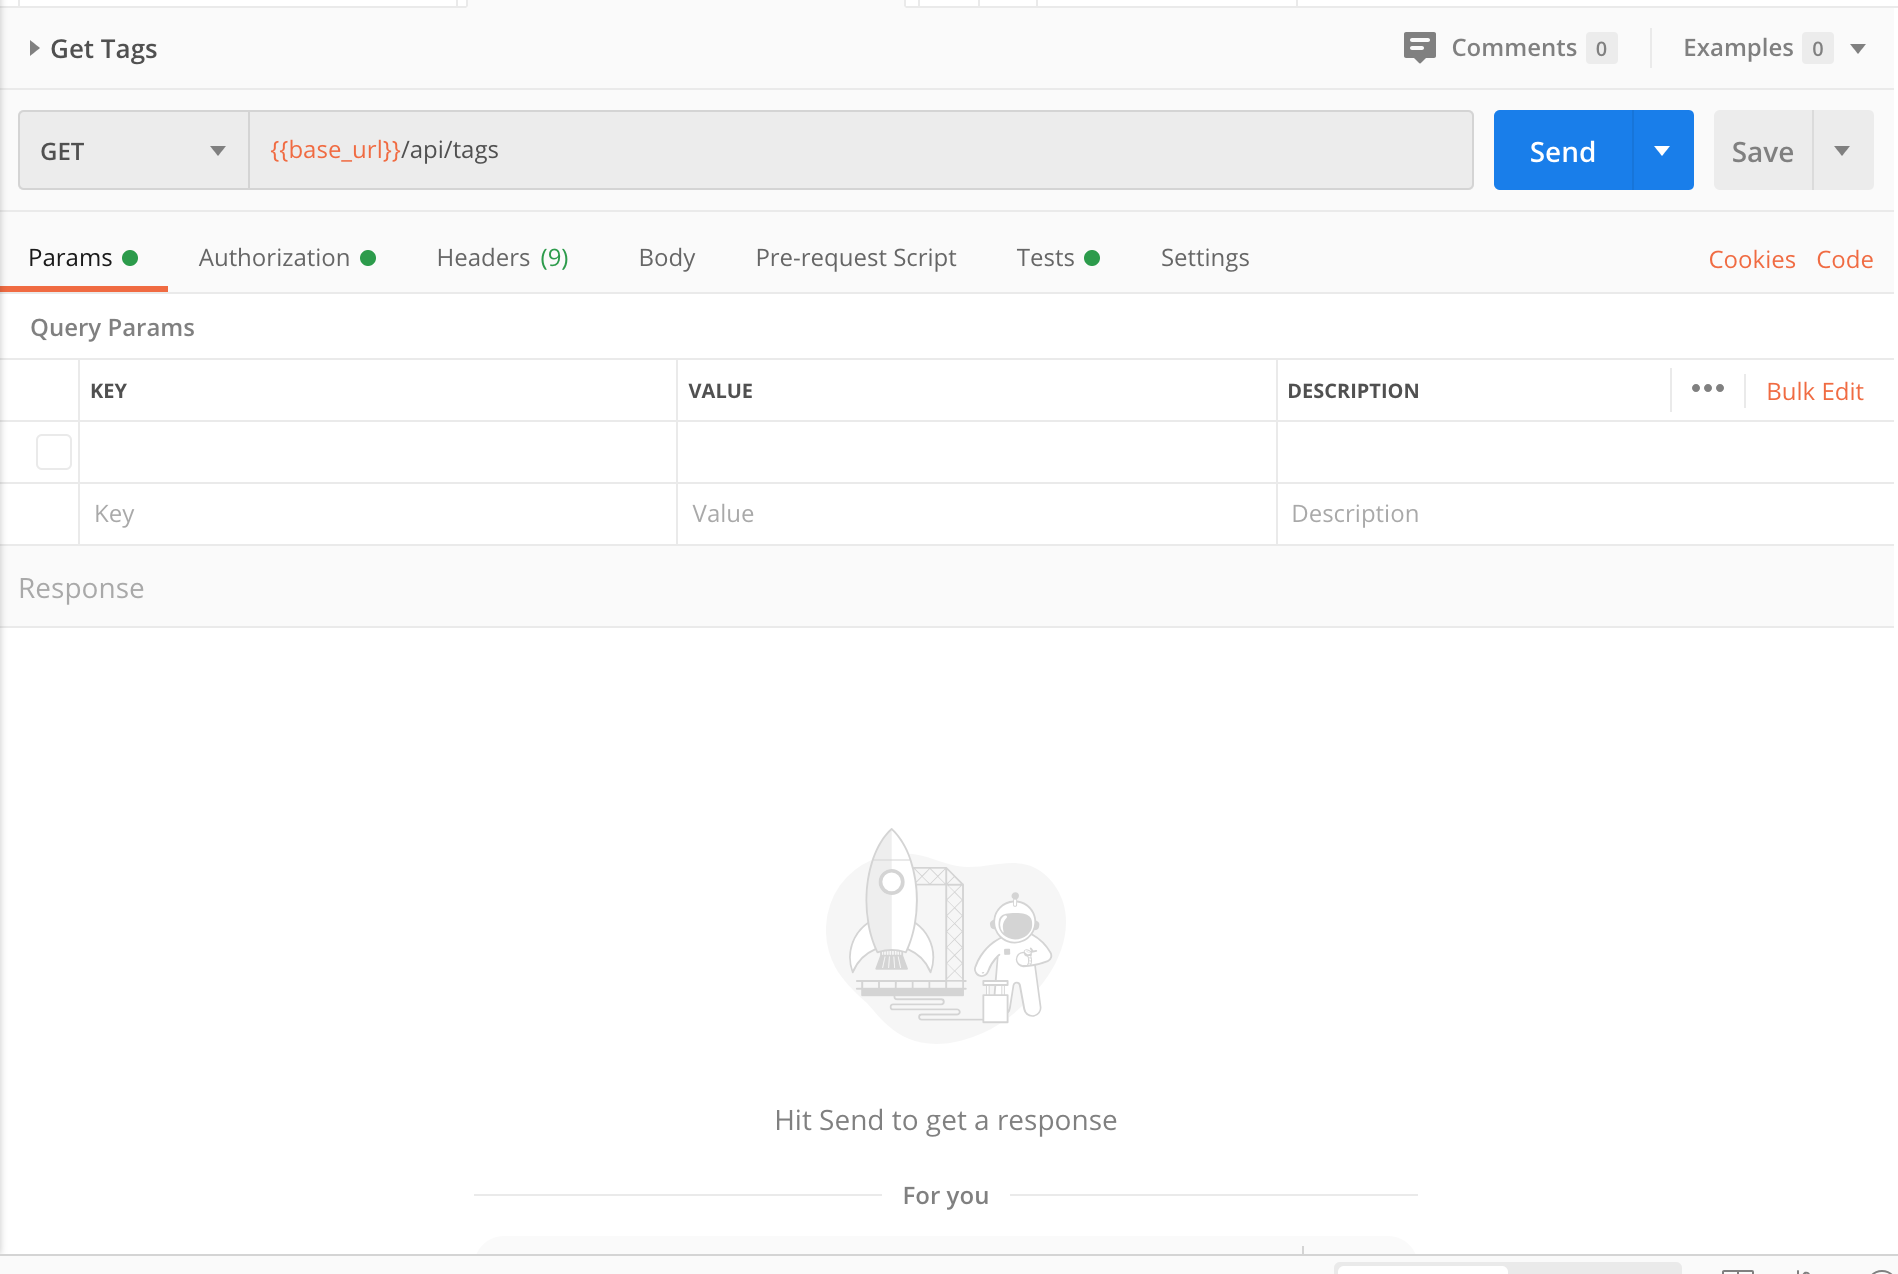 Get Tags
Comments 0
Examples 0
GET
{{base_url}}/api/tags
Send
Save
Params
Authorization
Headers (9)
Body
Pre-request Script
Tests
Settings
Cookies
Code
Query Params
KEY
VALUE
DESCRIPTION
Bulk Edit
Key
Value
Description
Response
Hit Send to get a response
For you